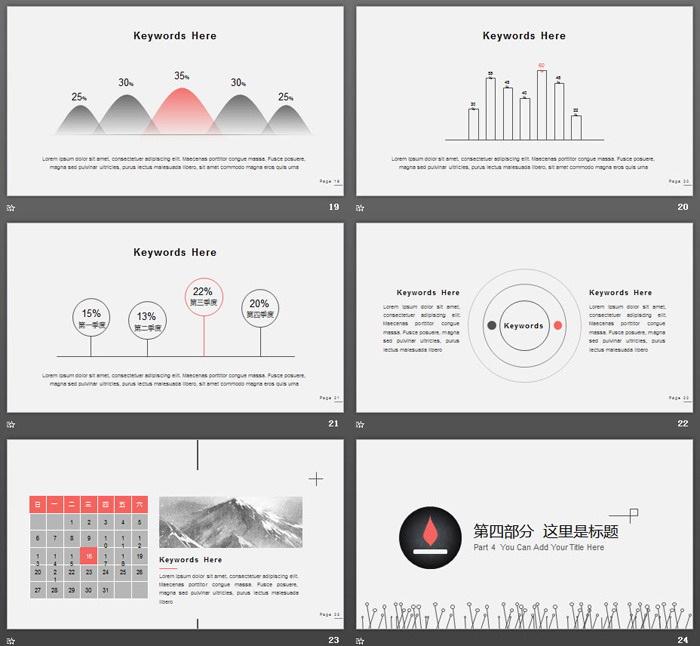 Keywords Here
25%
30%
35%
30%
25%
Lorem ipsum dolor sit amet, consectetuer adipiscing elit. Maecenas porttitor congue massa. Fusce posuere,
magna sed pulvinar ultricies, purus lectus malesuada libero, sit amet commodo magna eros quis urna
Page 19
19
Keywords Here
60
Lorem ipsum dolor sit amet, consectetuer adipiscing elit. Maecenas porttitor congue massa. Fusce posuere,
magna sed pulvinar ultricies, purus lectus malesuada libero, sit amet commodo magna eros quis urna
Page 20
20
Keywords Here
15%
第一季度
13%
第二季度
22%
第三季度
20%
第四季度
Lorem ipsum dolor sit amet, consectetuer adipiscing elit. Maecenas porttitor congue massa. Fusce posuere,
magna sed pulvinar ultricies, purus lectus malesuada libero, sit amet commodo magna eros quis urna
Page 21
21
Keywords Here
Lorem ipsum dolor sit amet,
consectetuer adipiscing elit.
Maecenas porttitor congue
massa. Fusce posuere, magna
sed pulvinar ultricies, purus
lectus malesuada libero
Keywords
Keywords Here
Lorem ipsum dolor sit amet,
consectetuer adipiscing elit.
Maecenas porttitor congue
massa. Fusce posuere, magna
sed pulvinar ultricies, purus
lectus malesuada libero
Page 22
22
日 一 二 三 四 五 六
1 2 3 4 5
6 7 8 9 10 11 12
13 14 15 16 17 18 19
20 21 22 23 24 25 26
27 28 29 30 31
Keywords Here
Lorem ipsum dolor sit amet, consectetuer adipiscing elit.
Maecenas porttitor congue massa. Fusce posuere, magna
sed pulvinar ultricies, purus lectus malesuada
libero
Page 23
23
第四部分 这里是标题
Part 4 You Can Add Your Title Here
24